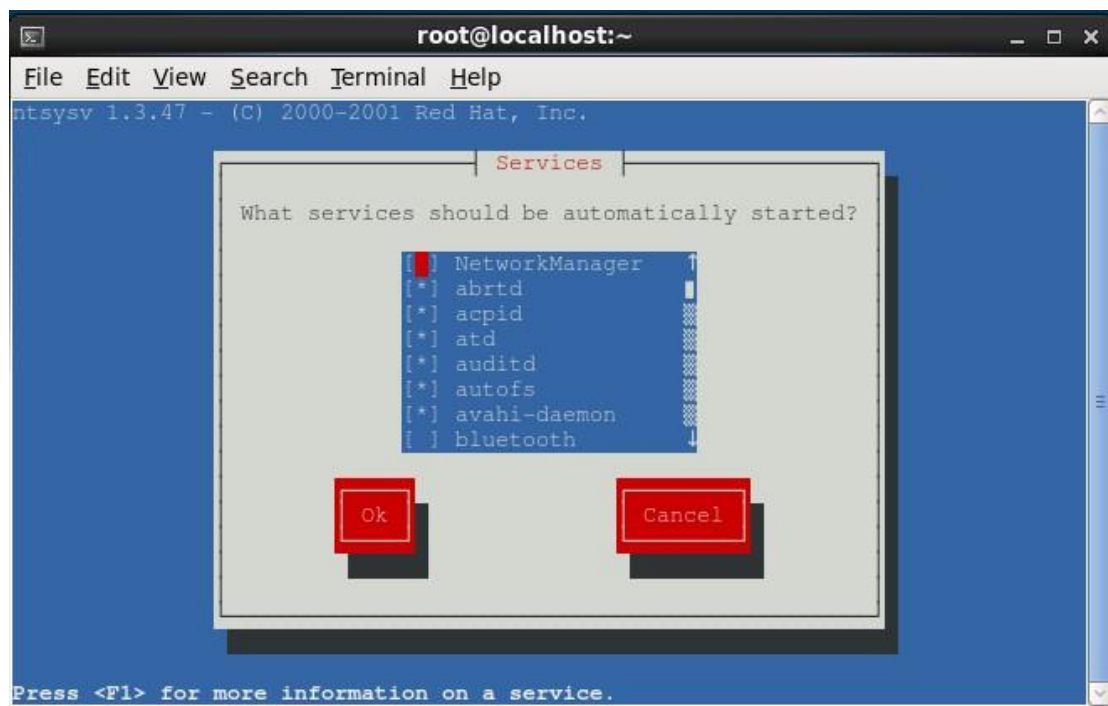 root@localhost:~
File Edit View Search Terminal Help
ntsysv 1.3.47 - (C) 2000-2001 Red Hat, Inc.
Services
What services should be automatically started?
[ ] NetworkManager ↑
[*] abrtd
[*] acpid
[*] atd
[*] auditd
[*] autofs
[*] avahi-daemon
[ ] bluetooth ↓
Ok Cancel
Press <F1> for more information on a service.